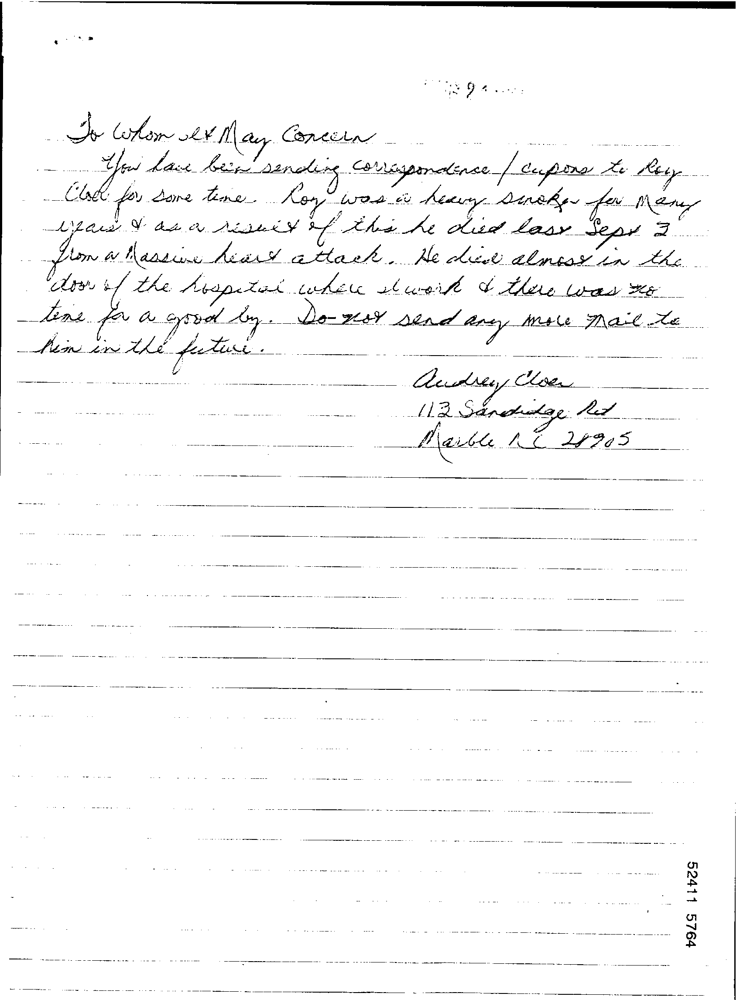 To Whom It May Concern
You have been sending correspondence / cupons to Roy
Cloer for some time. Roy was a heavy smoker for many
years & as a result of this he died last Sept 3
from a Massive heart attack. He died almost in the
door of the hospital where I work & there was no
time for a good by. Do-not send any more mail to
him in the future.
Audrey Cloer
113 Sandidge Rd
Marble NC 28905
52411 5764